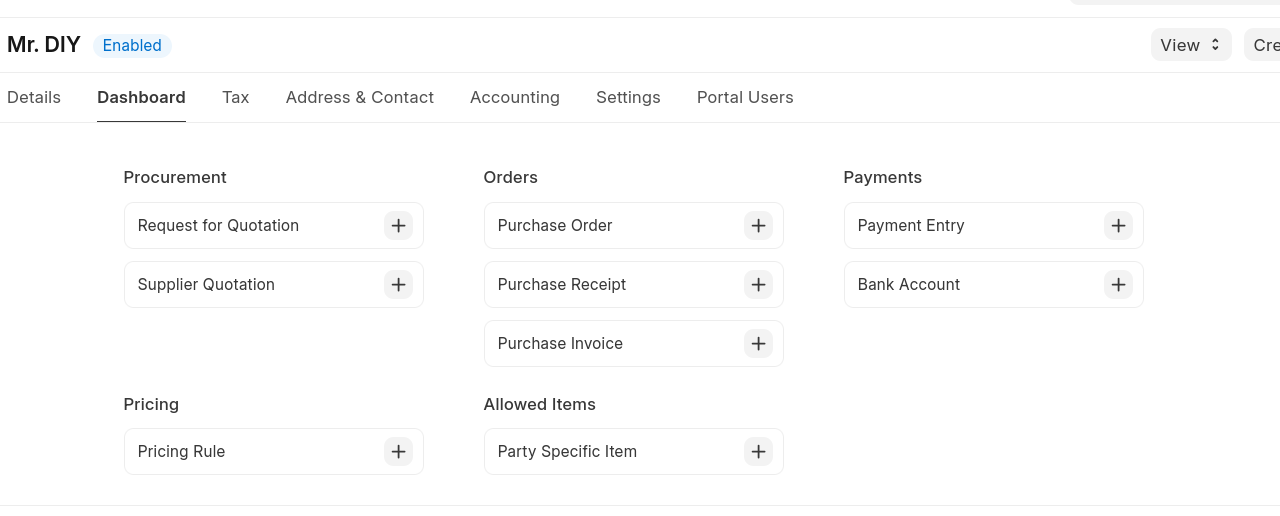 Mr. DIY Enabled View Cre
Details Dashboard Tax Address & Contact Accounting Settings Portal Users
Procurement Orders Payments
Request for Quotation Purchase Order Payment Entry
Supplier Quotation Purchase Receipt Bank Account
Purchase Invoice
Pricing Allowed Items
Pricing Rule Party Specific Item